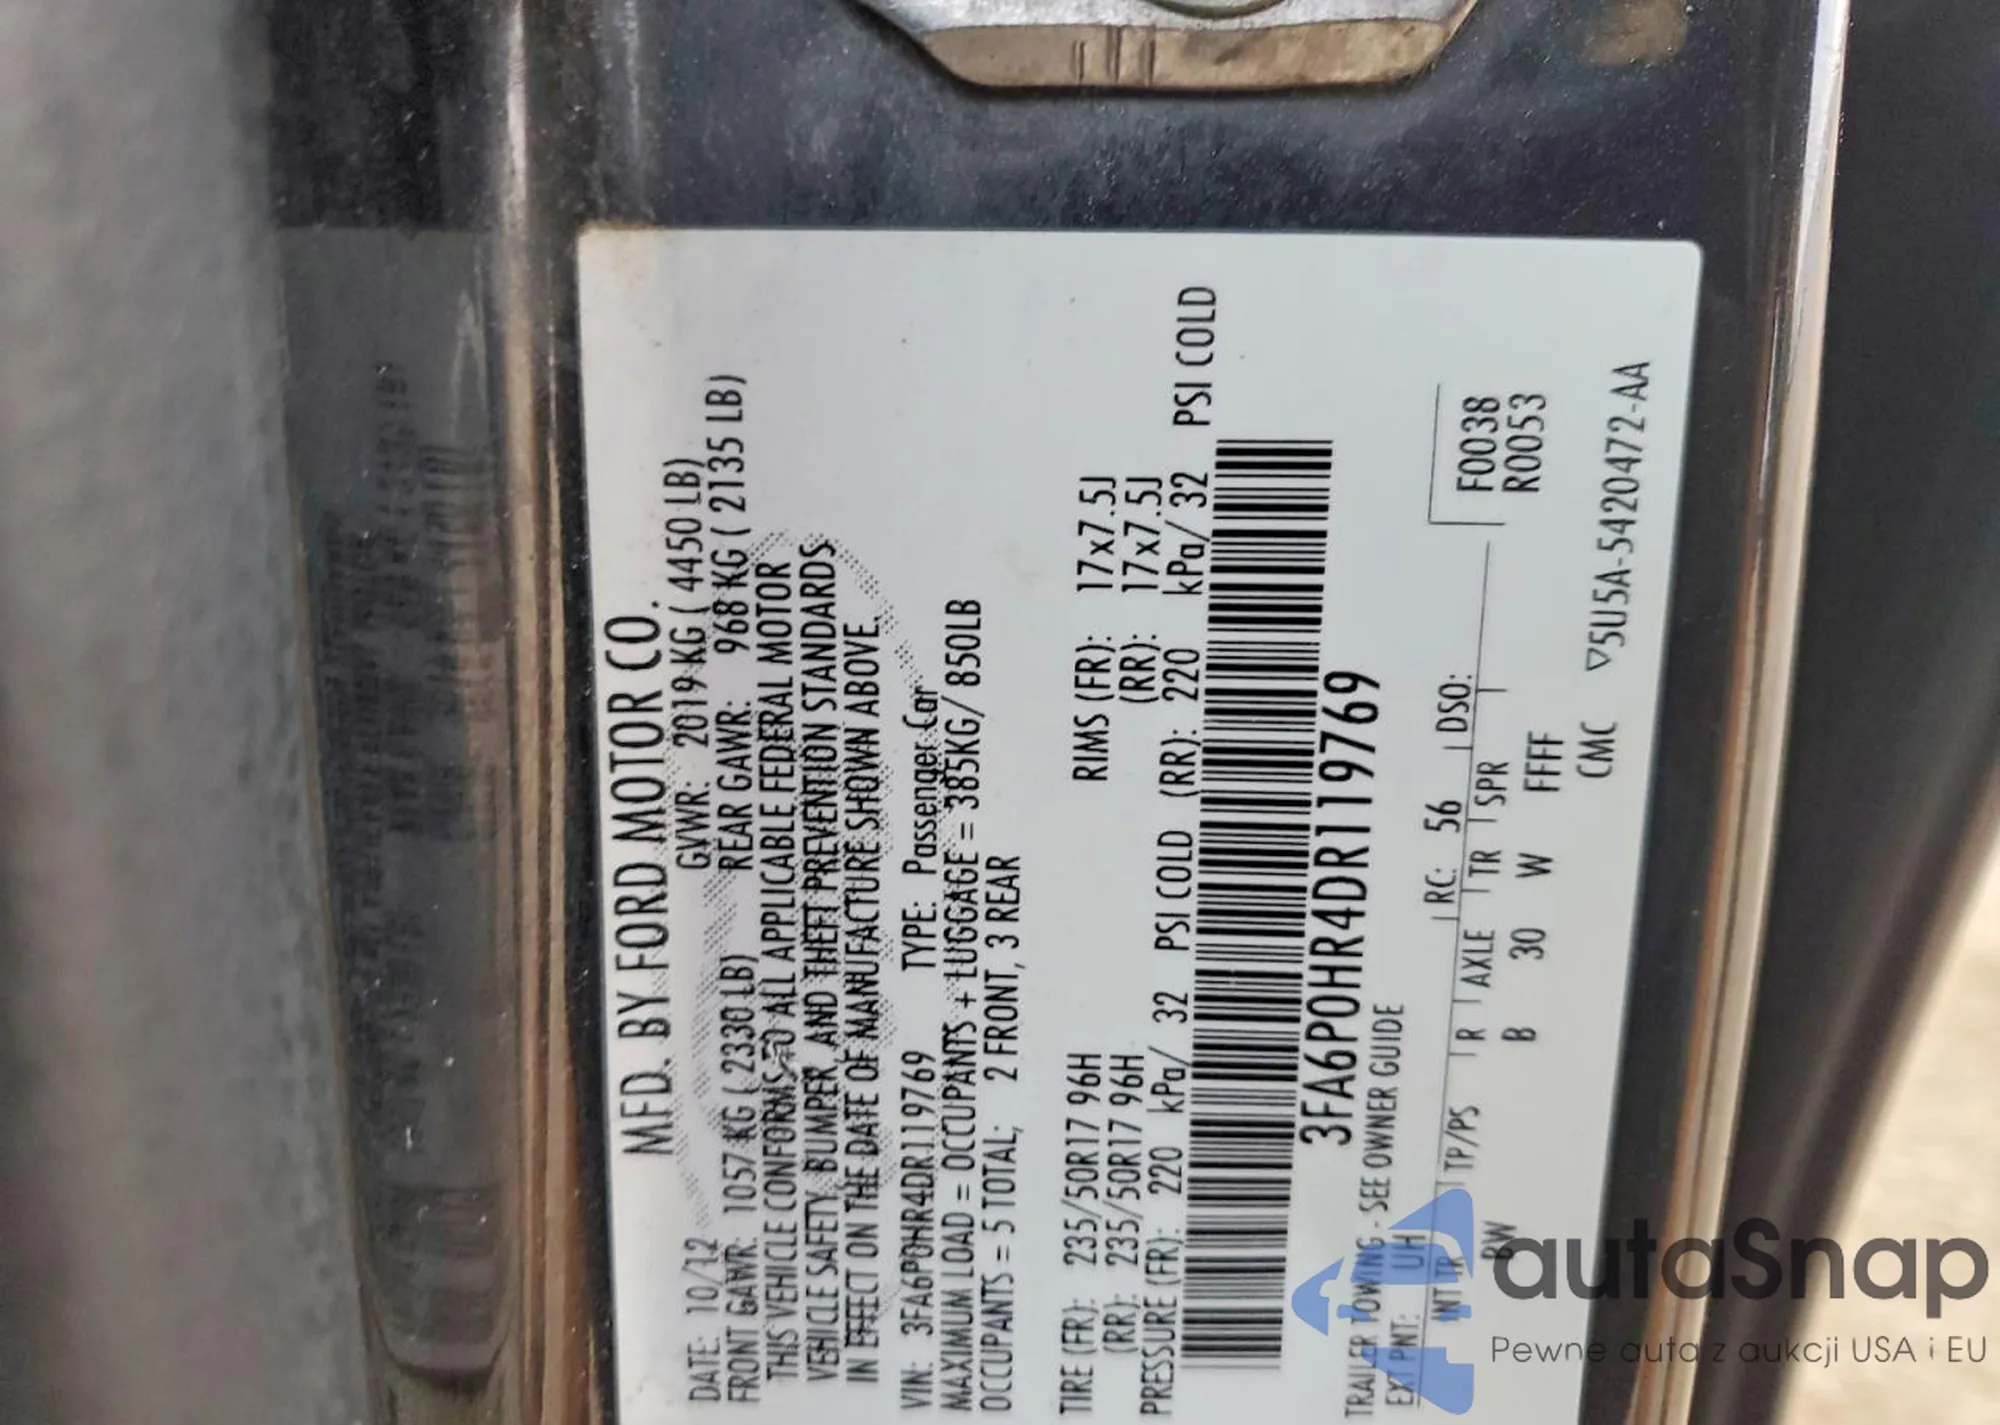 MFD. BY FORD MOTOR CO.
DATE: 10/12 GVWR: 2019 KG ( 4450 LB)
FRONT GAWR: 1057 KG ( 2330 LB) REAR GAWR: 968 KG ( 2135 LB)
THIS VEHICLE CONFORMS TO ALL APPLICABLE FEDERAL MOTOR
VEHICLE SAFETY, BUMPER, AND THEFT PREVENTION STANDARDS
IN EFFECT ON THE DATE OF MANUFACTURE SHOWN ABOVE.
VIN: 3FA6P0HR4DR119769 TYPE: Passenger Car
MAXIMUM LOAD = OCCUPANTS + LUGGAGE = 385KG/ 850LB
OCCUPANTS = 5 TOTAL; 2 FRONT, 3 REAR
TIRE (FR): 235/50R17 96H RIMS (FR): 17x7.5J
(RR): 235/50R17 96H (RR): 17x7.5J
PRESSURE (FR): 220 kPa/ 32 PSI COLD (RR): 220 kPa/ 32 PSI COLD
3FA6P0HR4DR119769
TRAILER TOWING - SEE OWNER GUIDE
EXT PNT: UH RC: 56 DSO: F0038
R0053
INT TR TP/PS R AXLE TR SPR
BW B 30 W FFFF
CMC ▽5U5A-5420472-AA
autaSnap
Pewne auta z aukcji USA i EU